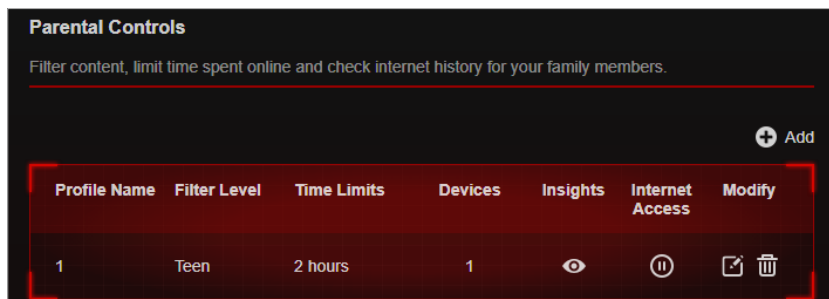 Parental Controls
Filter content, limit time spent online and check internet history for your family members.
Add
Profile Name Filter Level Time Limits Devices Insights Internet Access Modify
1 Teen 2 hours 1